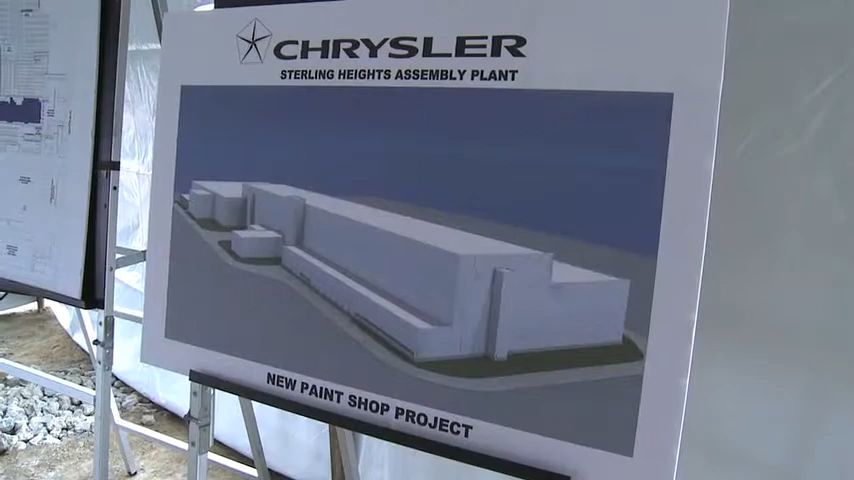 CHRYSLER
STERLING HEIGHTS ASSEMBLY PLANT
NEW PAINT SHOP PROJECT